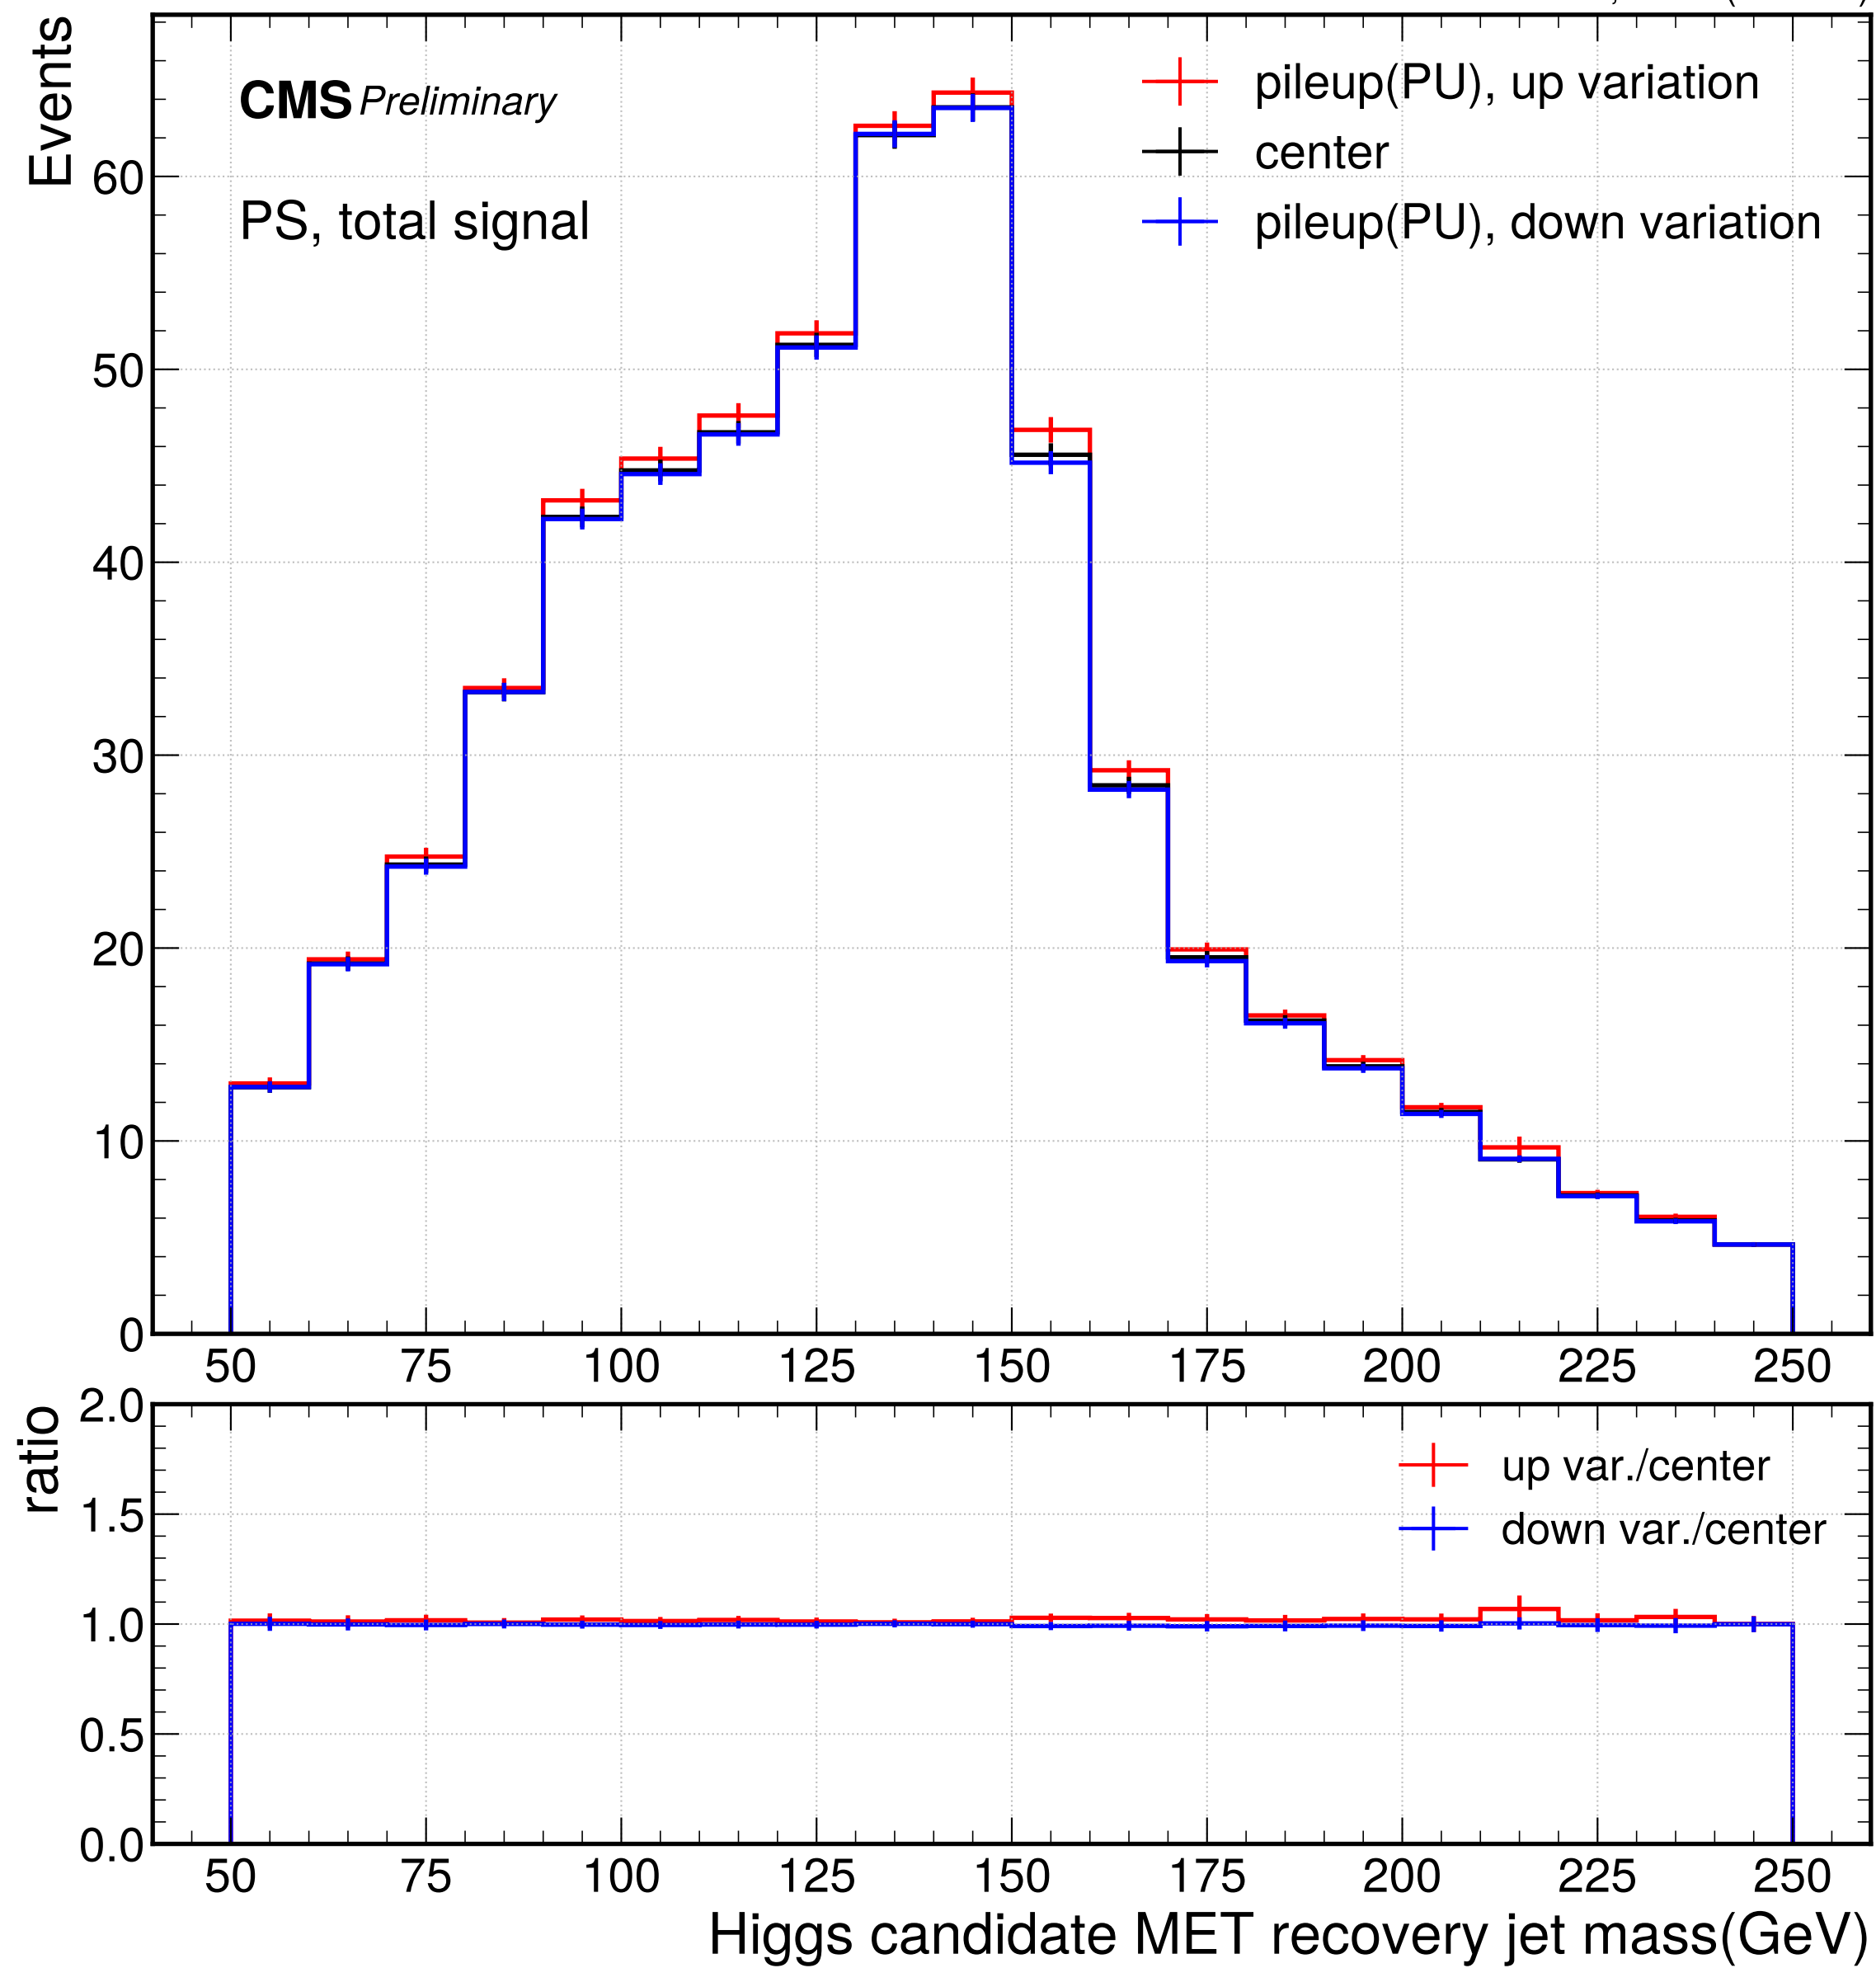 Events
CMS Preliminary
PS, total signal
pileup(PU), up variation
center
pileup(PU), down variation
60
50
40
30
20
10
0
50 75 100 125 150 175 200 225 250
ratio
2.0
1.5
1.0
0.5
0.0
up var./center
down var./center
50 75 100 125 150 175 200 225 250
Higgs candidate MET recovery jet mass(GeV)